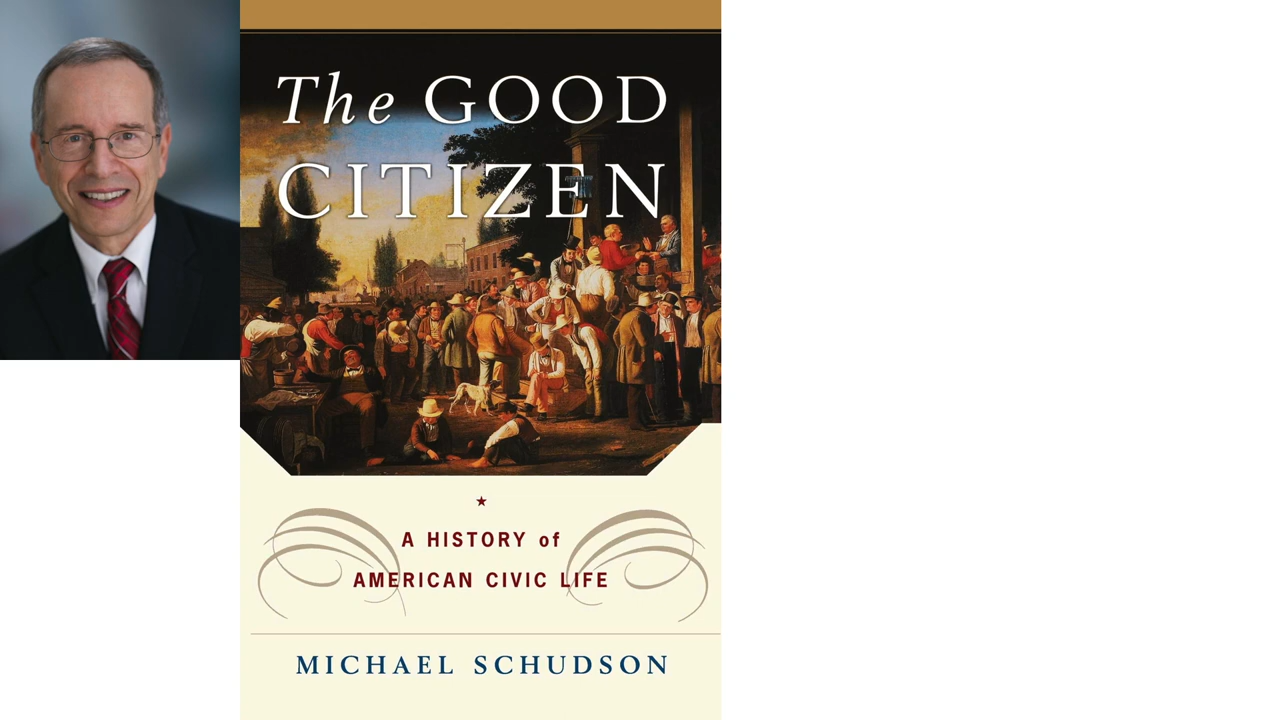 The GOOD
CITIZEN
A HISTORY of
AMERICAN CIVIC LIFE
MICHAEL SCHUDSON